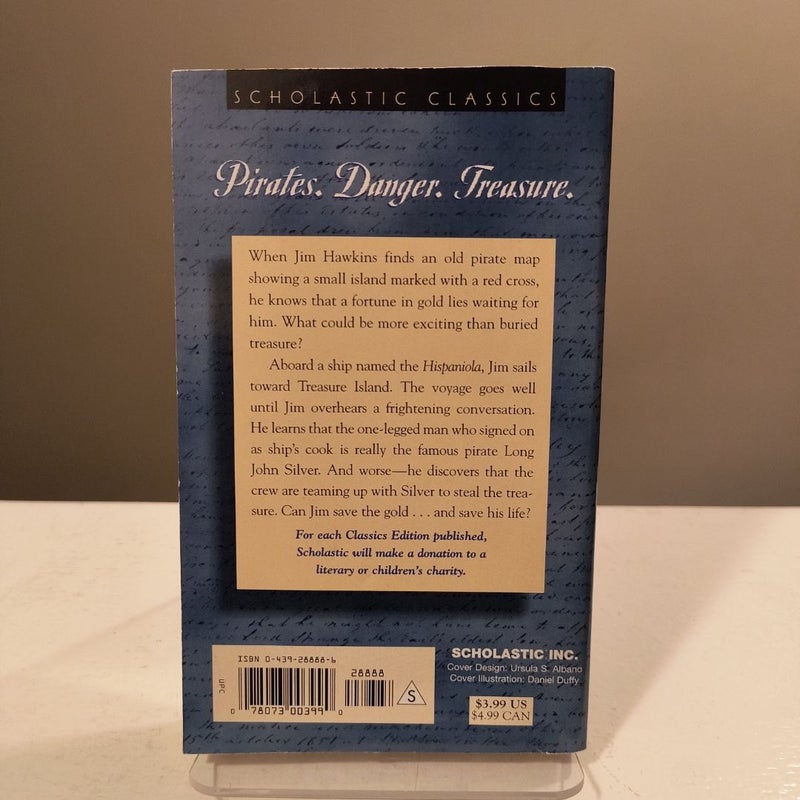 SCHOLASTIC CLASSICS
Pirates. Danger. Treasure.
When Jim Hawkins finds an old pirate map
showing a small island marked with a red cross,
he knows that a fortune in gold lies waiting for
him. What could be more exciting than buried
treasure?
Aboard a ship named the Hispaniola, Jim sails
toward Treasure Island. The voyage goes well
until Jim overhears a frightening conversation.
He learns that the one-legged man who signed on
as ship's cook is really the famous pirate Long
John Silver. And worse—he discovers that the
crew are teaming up with Silver to steal the trea-
sure. Can Jim save the gold . . . and save his life?
For each Classics Edition published,
Scholastic will make a donation to a
literary or children's charity.
ISBN 0-439-28888-6
28888
UPC
0 78073 00399 0
S
SCHOLASTIC INC.
Cover Design: Ursula S. Albano
Cover Illustration: Daniel Duffy
$3.99 US
$4.99 CAN